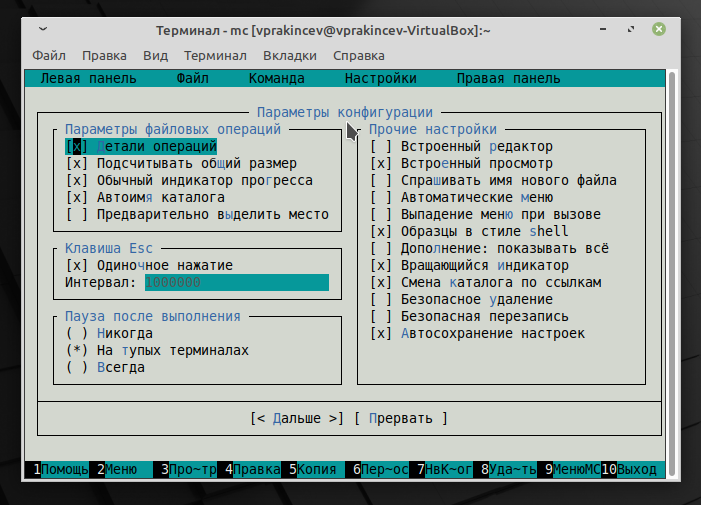 Терминал - mc [vprakincev@vprakincev-VirtualBox]:~
Файл Правка Вид Терминал Вкладки Справка
Левая панель Файл Команда Настройки Правая панель
Параметры конфигурации
Параметры файловых операций
[x] Детали операций
[x] Подсчитывать общий размер
[x] Обычный индикатор прогресса
[x] Автоимя каталога
[ ] Предварительно выделить место
Клавиша Esc
[x] Одиночное нажатие
Интервал: 1000000
Пауза после выполнения
( ) Никогда
(*) На тупых терминалах
( ) Всегда
Прочие настройки
[ ] Встроенный редактор
[x] Встроенный просмотр
[ ] Спрашивать имя нового файла
[ ] Автоматические меню
[ ] Выпадение меню при вызове
[x] Образцы в стиле shell
[ ] Дополнение: показывать всё
[x] Вращающийся индикатор
[x] Смена каталога по ссылкам
[ ] Безопасное удаление
[ ] Безопасная перезапись
[x] Автосохранение настроек
[< Дальше >] [ Прервать ]
1Помощь 2Меню 3Про~тр 4Правка 5Копия 6Пер~ос 7НвК~ог 8Уда~ть 9МенюМС 10Выход